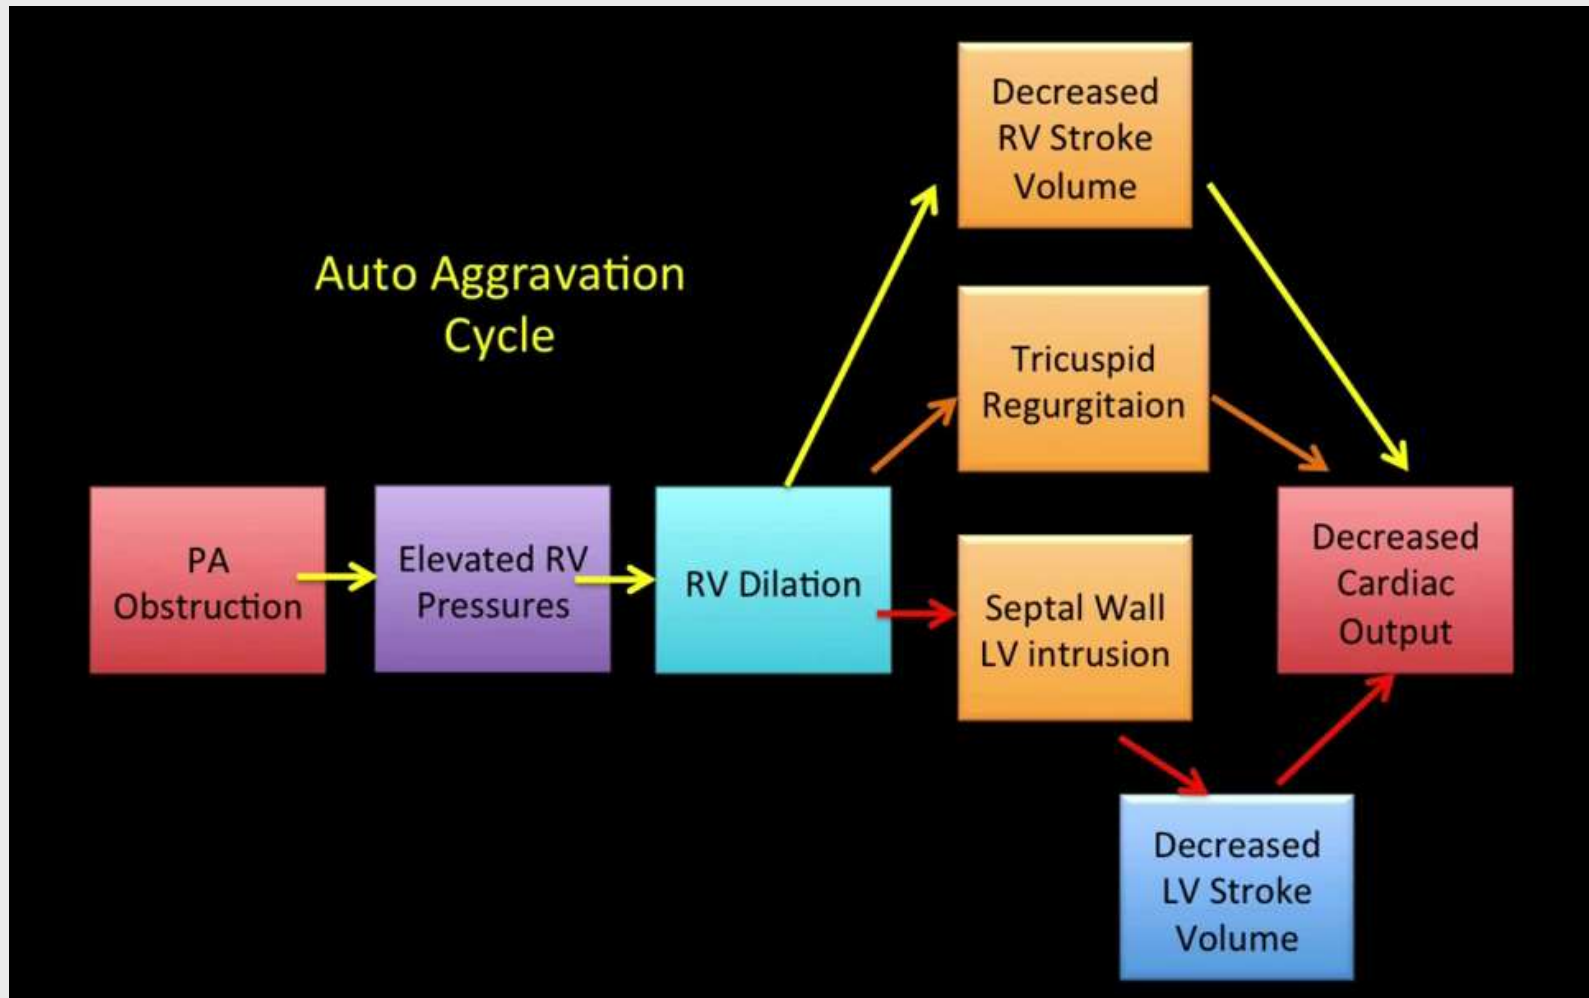 Auto Aggravation
Cycle
PA
Obstruction
Elevated RV
Pressures
RV Dilation
Decreased
RV Stroke
Volume
Tricuspid
Regurgitaion
Septal Wall
LV intrusion
Decreased
LV Stroke
Volume
Decreased
Cardiac
Output